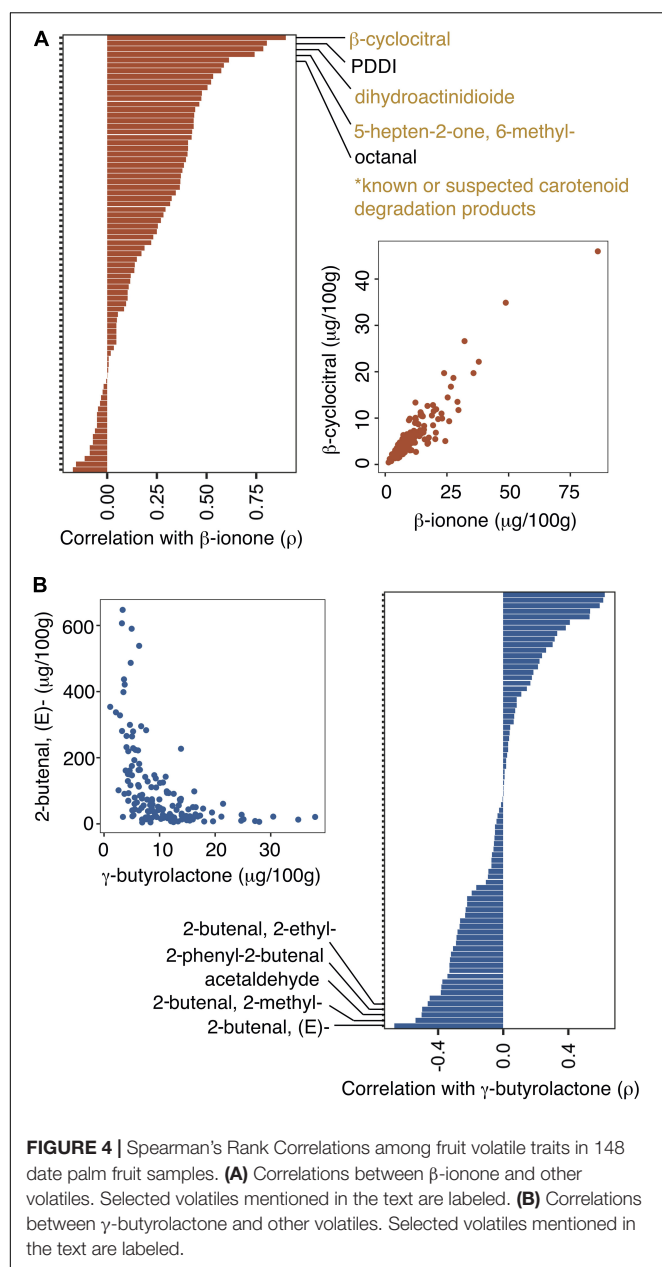 A
β-cyclocitral
PDDI
dihydroactinidioide
5-hepten-2-one, 6-methyl-
octanal
*known or suspected carotenoid
degradation products
0.00
0.25
0.50
0.75
Correlation with β-ionone (ρ)
β-cyclocitral (μg/100g)
40
30
20
10
0
0
25
50
75
β-ionone (μg/100g)
B
2-butenal, (E)- (μg/100g)
600
400
200
0
0
10
20
30
γ-butyrolactone (μg/100g)
2-butenal, 2-ethyl-
2-phenyl-2-butenal
acetaldehyde
2-butenal, 2-methyl-
2-butenal, (E)-
-0.4
0.0
0.4
Correlation with γ-butyrolactone (ρ)
FIGURE 4 | Spearman's Rank Correlations among fruit volatile traits in 148
date palm fruit samples. (A) Correlations between β-ionone and other
volatiles. Selected volatiles mentioned in the text are labeled. (B) Correlations
between γ-butyrolactone and other volatiles. Selected volatiles mentioned in
the text are labeled.